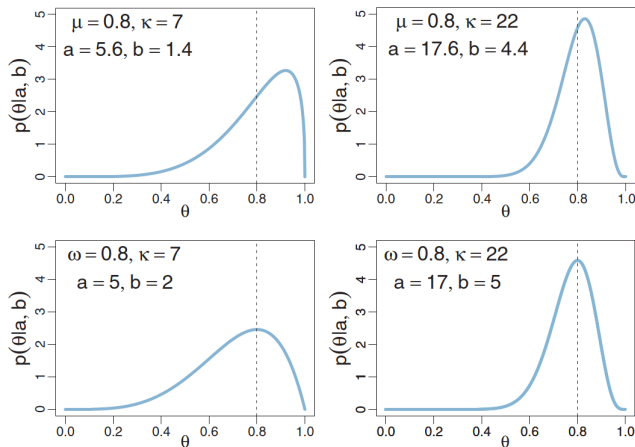 μ = 0.8, κ = 7
a = 5.6, b = 1.4
p(θ|a, b)
0 1 2 3 4 5
0.0 0.2 0.4 0.6 0.8 1.0
θ
μ = 0.8, κ = 22
a = 17.6, b = 4.4
p(θ|a, b)
0 1 2 3 4 5
0.0 0.2 0.4 0.6 0.8 1.0
θ
ω = 0.8, κ = 7
a = 5, b = 2
p(θ|a, b)
0 1 2 3 4 5
0.0 0.2 0.4 0.6 0.8 1.0
θ
ω = 0.8, κ = 22
a = 17, b = 5
p(θ|a, b)
0 1 2 3 4 5
0.0 0.2 0.4 0.6 0.8 1.0
θ